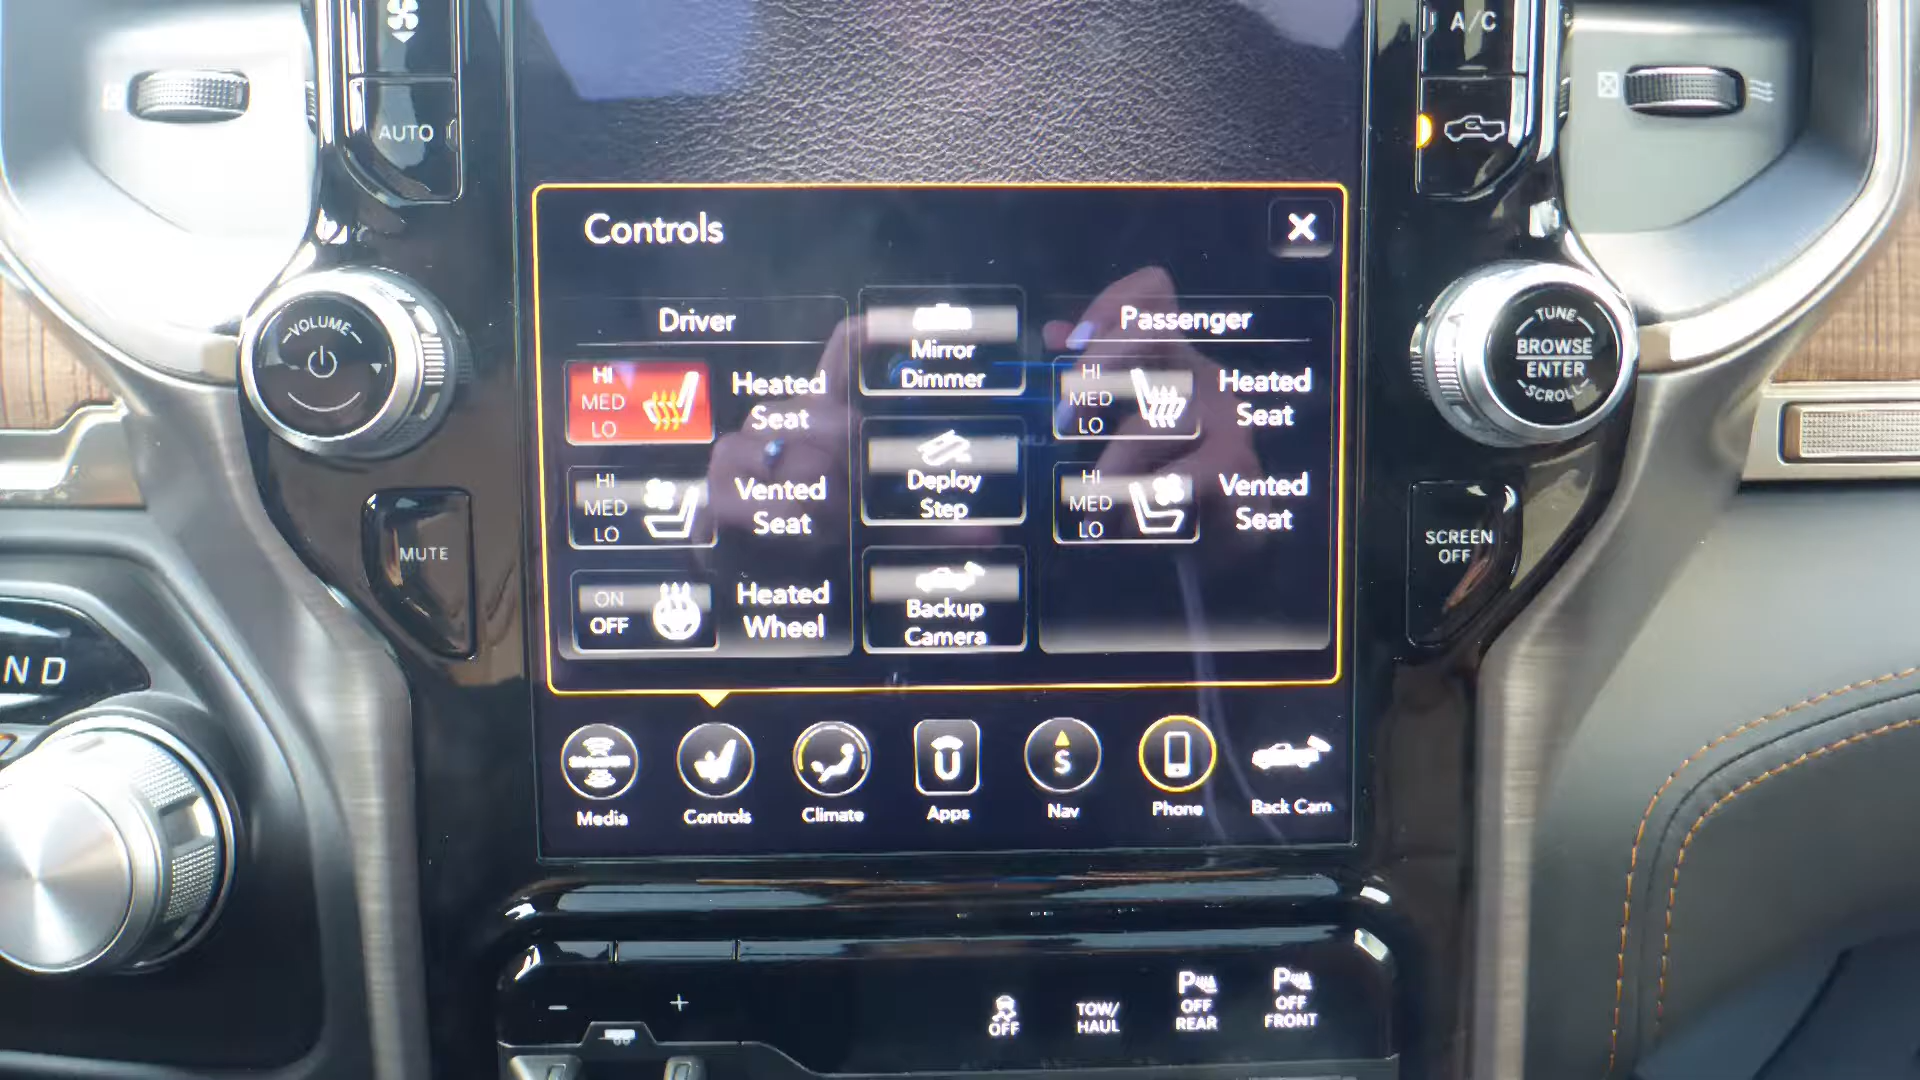 A/C
AUTO
Controls
Driver
HI
MED
LO
Heated
Seat
HI
MED
LO
Vented
Seat
ON
OFF
Heated
Wheel
Mirror
Dimmer
Deploy
Step
Backup
Camera
Passenger
HI
MED
LO
Heated
Seat
HI
MED
LO
Vented
Seat
VOLUME
MUTE
TUNE
BROWSE
ENTER
SCROLL
SCREEN
OFF
N D
Media
Controls
Climate
Apps
S
Nav
Phone
Back Cam
- +
OFF
TOW/
HAUL
P
OFF
REAR
P
OFF
FRONT